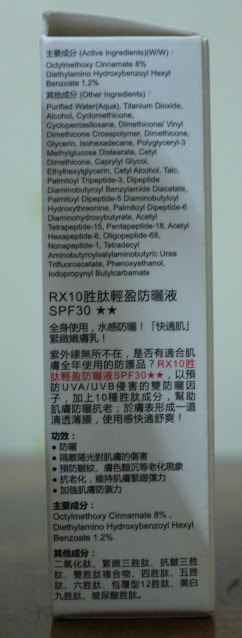 主要成分 (Active Ingredients)(W/W)：
Octylmethoxy Cinnamate 8%
Diethylamino Hydroxybenzoyl Hexyl
Benzoate 1.2%
其他成分 (Other Ingredients)：
Purified Water(Aqua), Titanium Dioxide,
Alcohol, Cyclomethicone,
Cyclopentasiloxane, Dimethicone/ Vinyl
Dimethicone Crosspolymer, Dimethicone,
Glycerin, Isohexadecane, Polyglyceryl-3
Methylglucose Distearate, Cetyl
Dimethicone, Caprylyl Glycol,
Ethylhexylglycerin, Cetyl Alcohol, Talc,
Palmitoyl Tripeptide-3, Dipeptide
Diaminobutyroyl Benzylamide Diacetate,
Palmitoyl Dipeptide-5 Diaminobutyloyl
Hydroxythreonine, Palmitoyl Dipeptide-6
Diaminohydroxybutyrate, Acetyl
Tetrapeptide-15, Pentapeptide-18, Acetyl
Hexapeptide-8, Oligopeptide-68,
Nonapeptide-1, Tetradecyl
Aminobutyroylvalylaminobutyric Urea
Trifluoroacetate, Phenoxyethanol,
Iodopropynyl Butylcarbamate
RX10胜肽輕盈防曬液
SPF30 ★★
全身使用，水感防曬！「快適肌」
緊緻嫩膚乳！
紫外線無所不在，是否有適合肌
膚全年使用的防護品？RX10胜
肽輕盈防曬液SPF30★★，以預
防UVA/UVB侵害的雙防曬因
子，加上10種胜肽成分，幫助
肌膚防曬抗老；於膚表形成一道
清透薄膜，使用感快適舒爽！
功效：
● 防曬
● 隔離陽光對肌膚的傷害
● 預防皺紋、膚色黯沉等老化現象
● 抗老化，維持肌膚緊緻彈力
● 加強肌膚防禦力
主要成分：
Octylmethoxy Cinnamate 8%，
Diethylamino Hydroxybenzoyl Hexyl
Benzoate 1.2%
其他成分：
二氧化鈦、緊緻三胜肽、抗皺三胜
肽、雙胜肽複合物、四胜肽、五胜
肽、六胜肽、包覆型12胜肽、美白
九胜肽、玻尿酸胜肽。